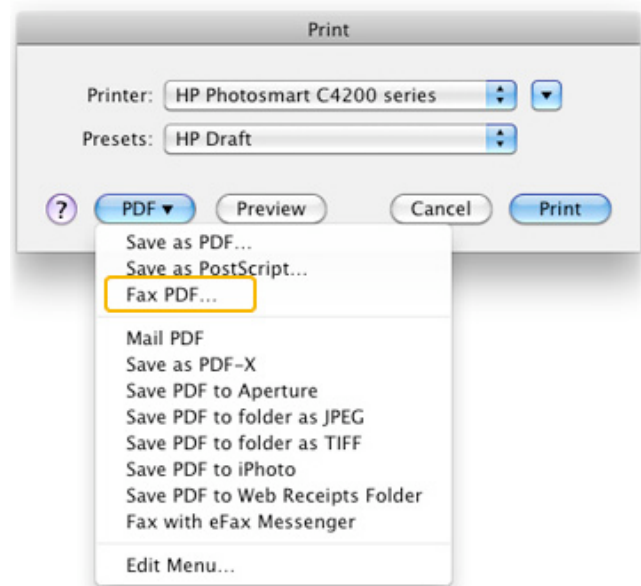 Print
Printer: HP Photosmart C4200 series
Presets: HP Draft
? PDF Preview Cancel Print
Save as PDF...
Save as PostScript...
Fax PDF...
Mail PDF
Save as PDF-X
Save PDF to Aperture
Save PDF to folder as JPEG
Save PDF to folder as TIFF
Save PDF to iPhoto
Save PDF to Web Receipts Folder
Fax with eFax Messenger
Edit Menu...